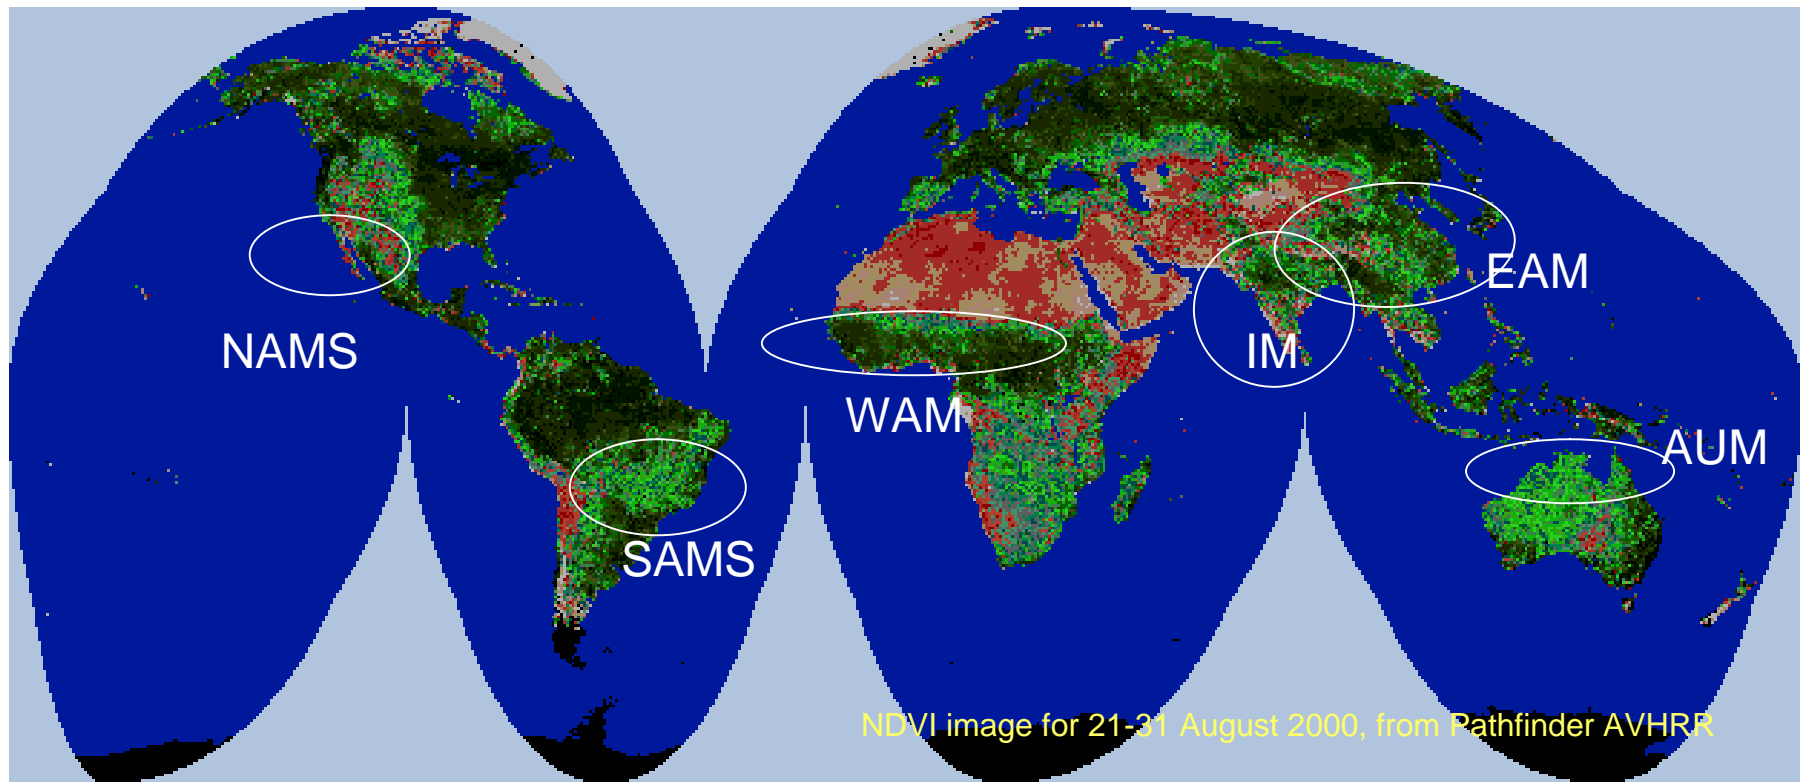 EAM
NAMS
IM
WAM
AUM
SAMS
NDVI image for 21-31 August 2000, from Pathfinder AVHRR